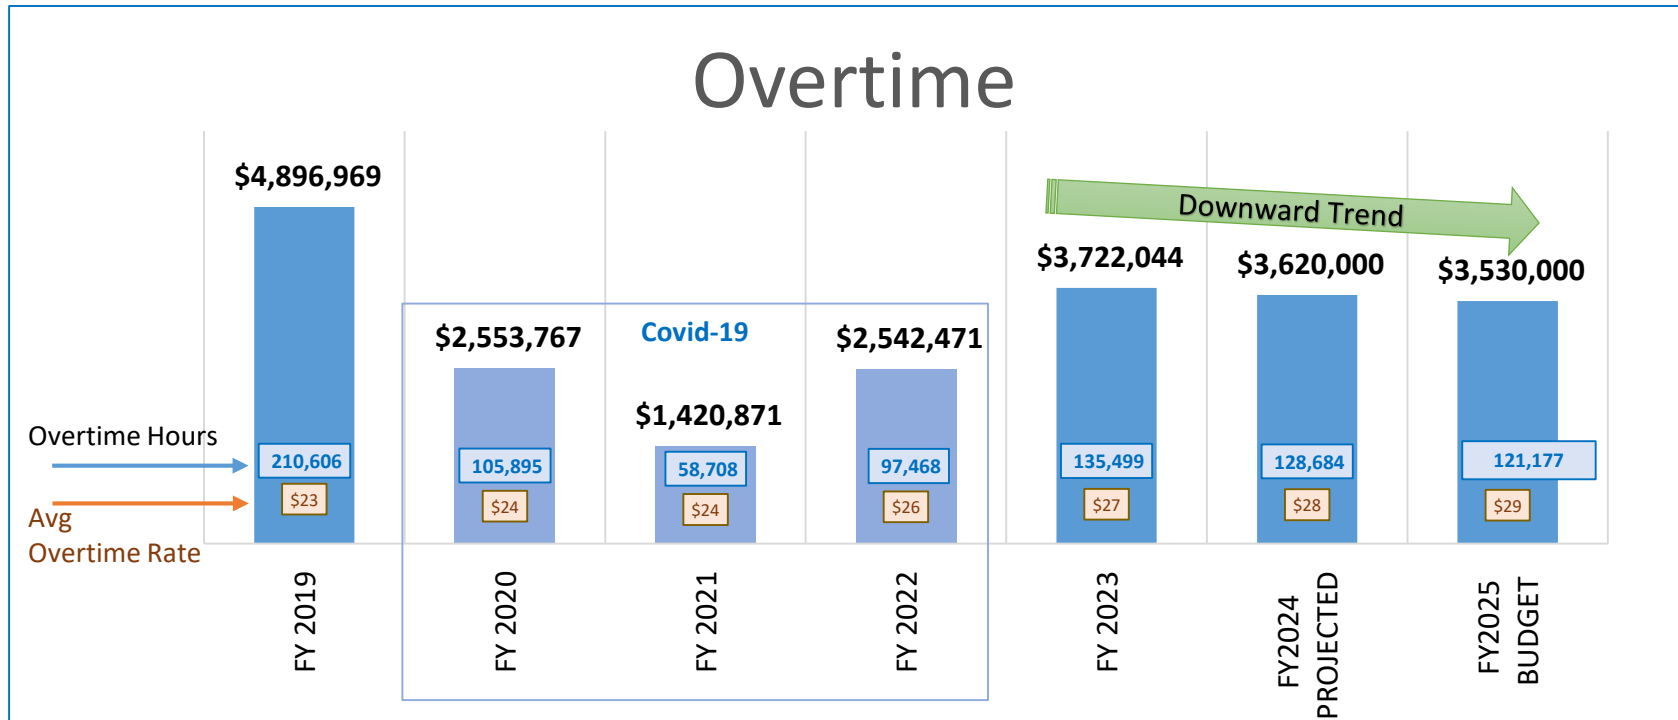 Overtime
$4,896,969
Downward Trend
$3,722,044
$3,620,000
$3,530,000
$2,553,767
Covid-19
$2,542,471
$1,420,871
Overtime Hours
210,606
105,895
58,708
97,468
135,499
128,684
121,177
Avg
Overtime Rate
$23
$24
$24
$26
$27
$28
$29
FY 2019
FY 2020
FY 2021
FY 2022
FY 2023
FY2024
PROJECTED
FY2025
BUDGET